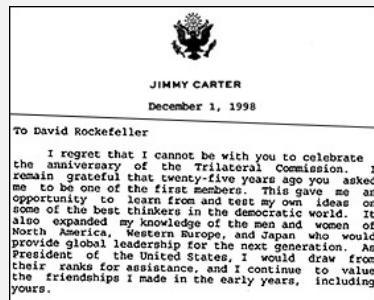 JIMMY CARTER
December 1, 1998
To David Rockefeller
I regret that I cannot be with you to celebrate
the anniversary of the Trilateral Commission. I
remain grateful that twenty-five years ago you asked
me to be one of the first members. This gave me an
opportunity to learn from and test my own ideas on
some of the best thinkers in the democratic world. It
also expanded my knowledge of the men and women of
North America, Western Europe, and Japan who would
provide global leadership for the next generation. As
President of the United States, I would draw from
their ranks for assistance, and I continue to value
the friendships I made in the early years, including
yours.